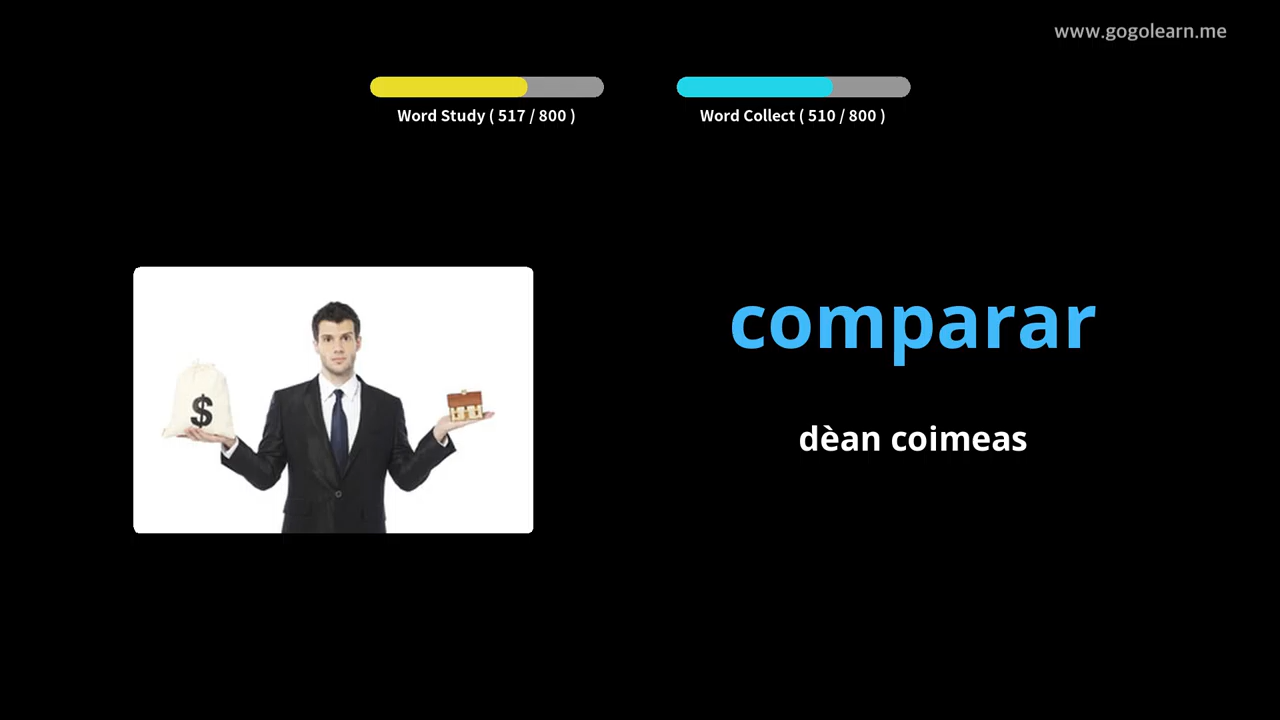 www.gogolearn.me
Word Study ( 517 / 800 )
Word Collect ( 510 / 800 )
$
comparar
dèan coimeas